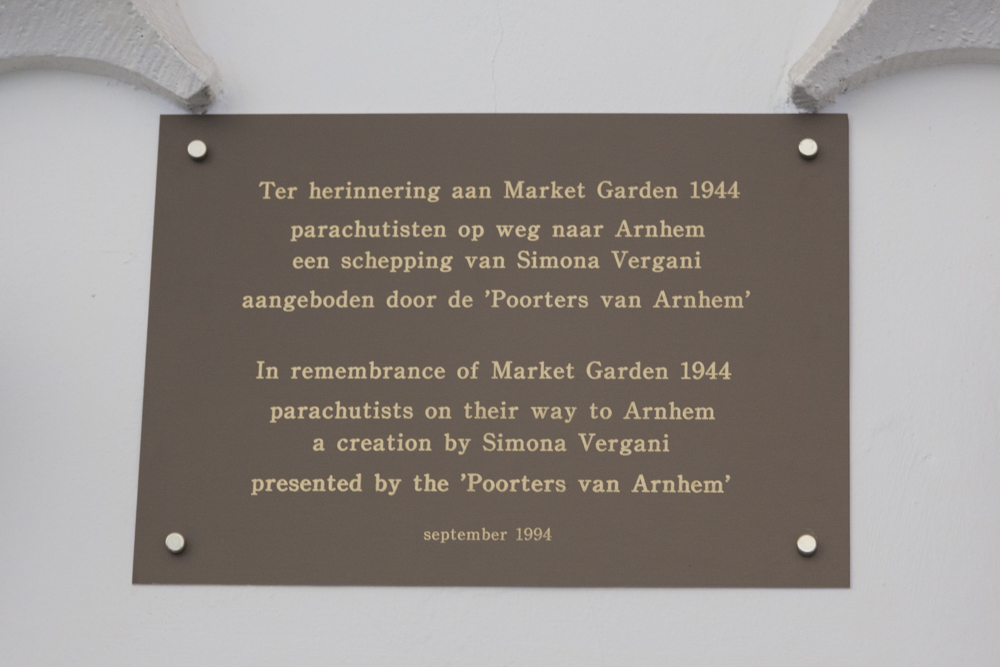 Ter herinnering aan Market Garden 1944
parachutisten op weg naar Arnhem
een schepping van Simona Vergani
aangeboden door de 'Poorters van Arnhem'
In remembrance of Market Garden 1944
parachutists on their way to Arnhem
a creation by Simona Vergani
presented by the 'Poorters van Arnhem'
september 1994